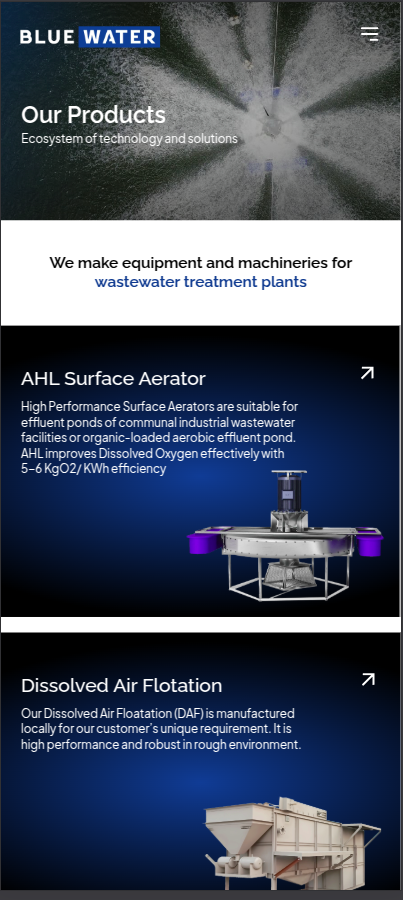 BLUE WATER
Our Products
Ecosystem of technology and solutions
We make equipment and machineries for
wastewater treatment plants
AHL Surface Aerator
High Performance Surface Aerators are suitable for
effluent ponds of communal industrial wastewater
facilities or organic-loaded aerobic effluent pond.
AHL improves Dissolved Oxygen effectively with
5–6 KgO2/ KWh efficiency
Dissolved Air Flotation
Our Dissolved Air Floatation (DAF) is manufactured
locally for our customer's unique requirement. It is
high performance and robust in rough environment.